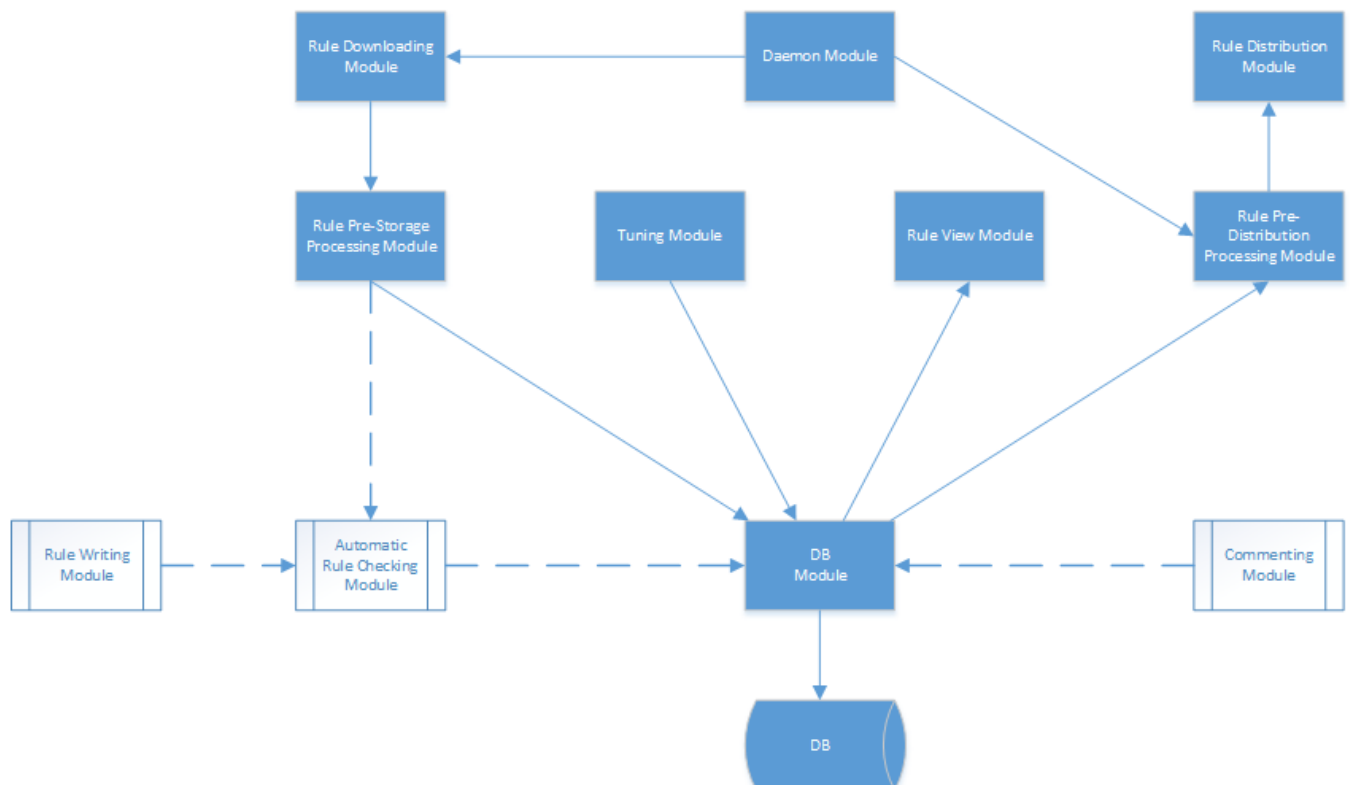 Rule Downloading
Module
Daemon Module
Rule Distribution
Module
Rule Pre-Storage
Processing Module
Tuning Module
Rule View Module
Rule Pre-
Distribution
Processing Module
Rule Writing
Module
Automatic
Rule Checking
Module
DB
Module
Commenting
Module
DB